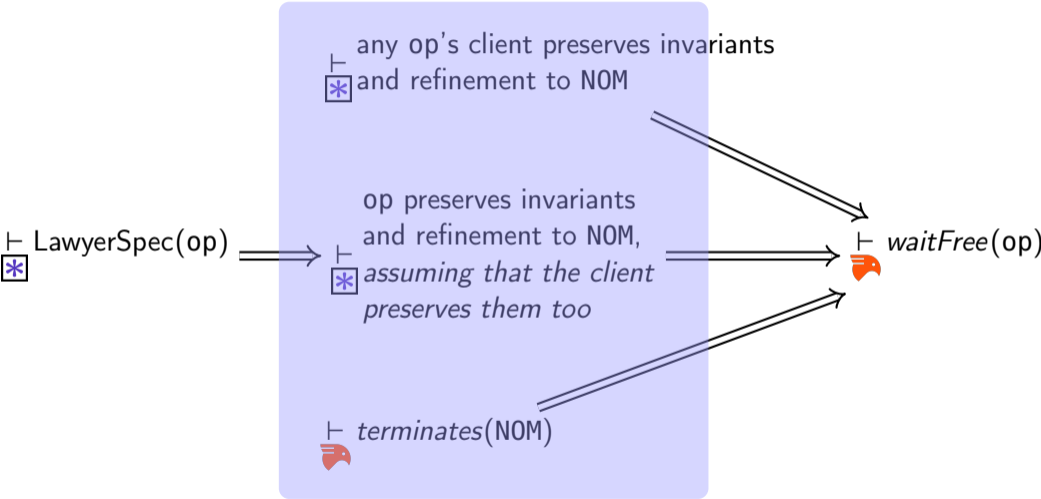 ⊢ any op's client preserves invariants
and refinement to NOM
⊢ LawyerSpec(op)
⊢ op preserves invariants
and refinement to NOM,
assuming that the client
preserves them too
⊢ waitFree(op)
⊢ terminates(NOM)